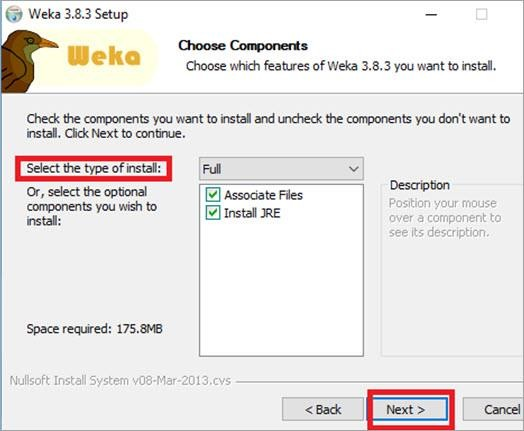 Weka 3.8.3 Setup
Choose Components
Choose which features of Weka 3.8.3 you want to install.
Weka
Check the components you want to install and uncheck the components you don't want to
install. Click Next to continue.
Select the type of install:
Full
Or, select the optional
components you wish to
install:
Associate Files
Install JRE
Description
Position your mouse
over a component to
see its description.
Space required: 175.8MB
Nullsoft Install System v08-Mar-2013.cvs
< Back
Next >
Cancel